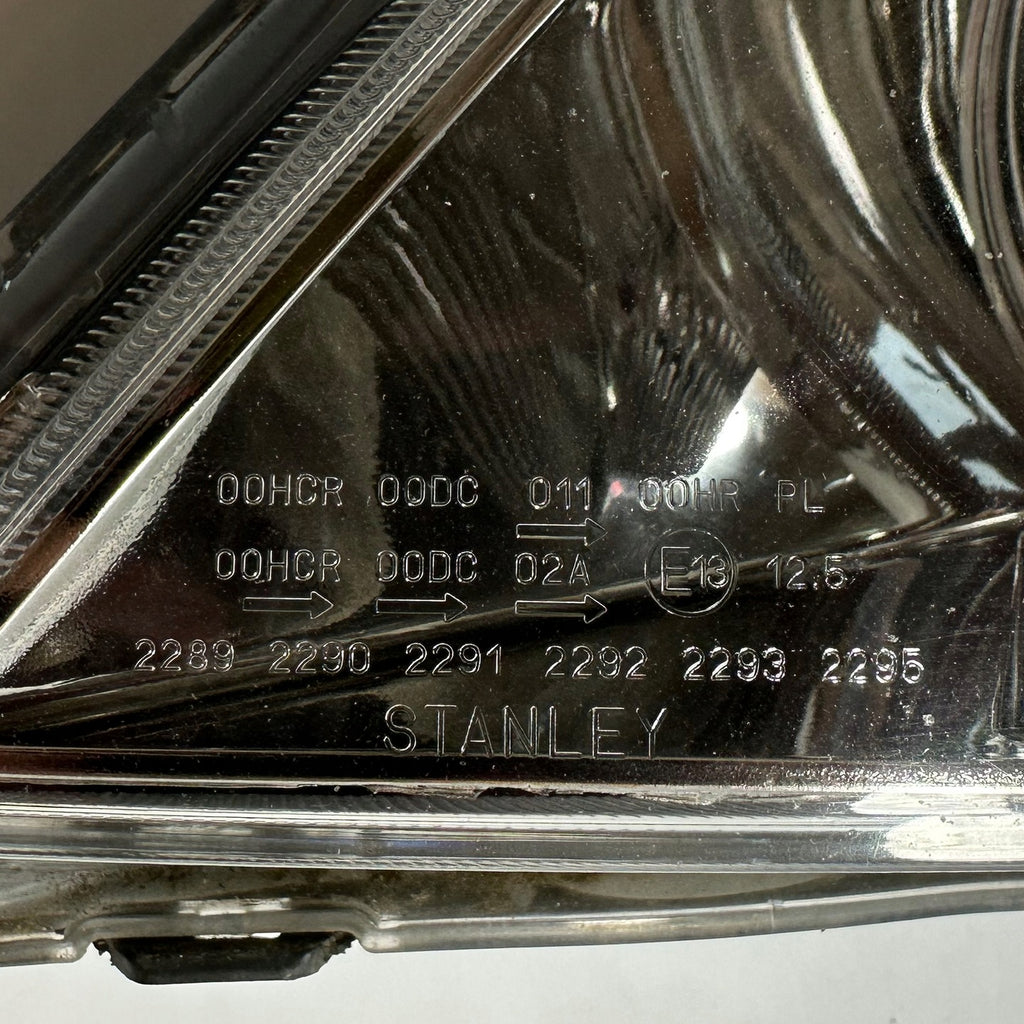 00HCR 00DC 011 00HR PL
00HCR 00DC 02A E13 12.5
2289 2290 2291 2292 2293 2295
STANLEY